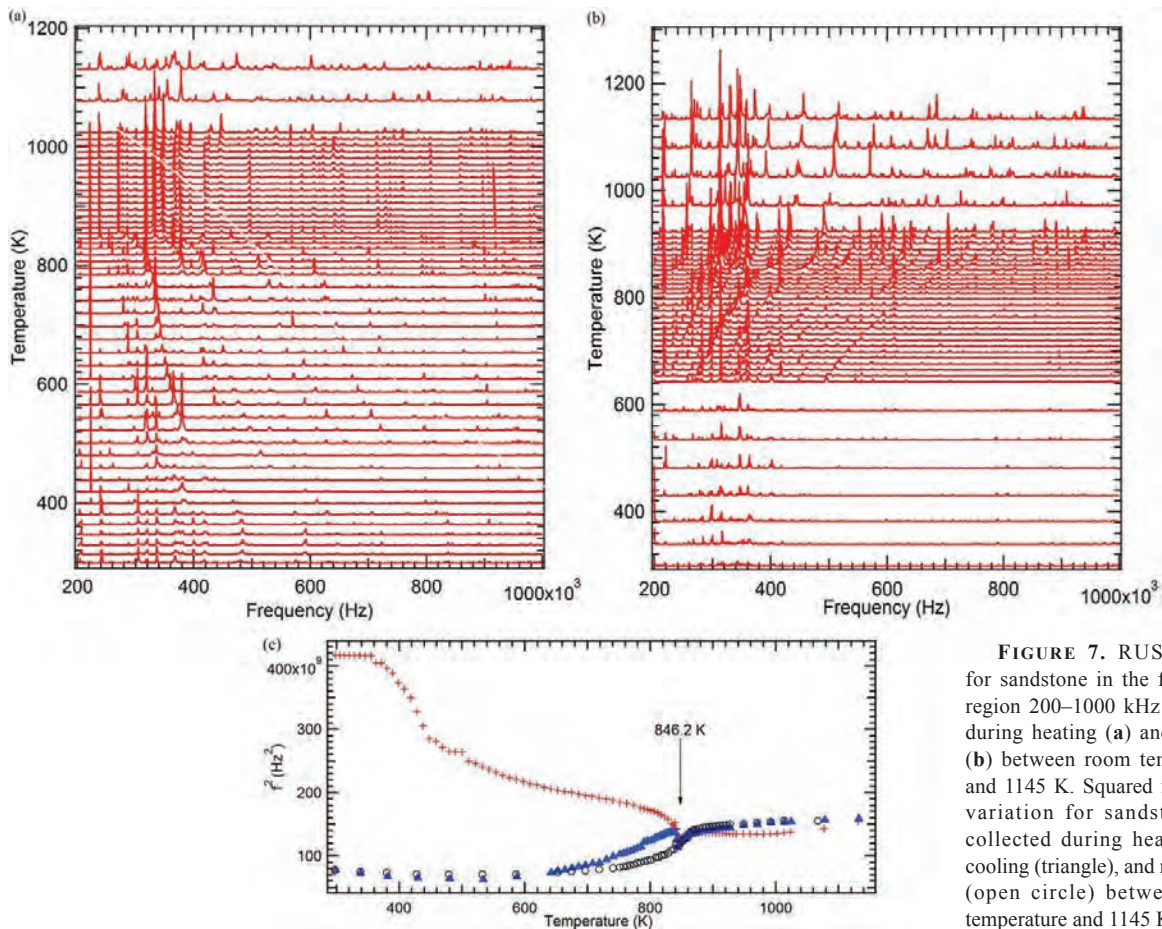 (a)
1200
1000
800
600
400
Temperature (K)
200
400
600
800
1000x10³
Frequency (Hz)
(b)
1200
1000
800
600
400
Temperature (K)
200
400
600
800
1000x10³
Frequency (Hz)
(c)
400x10⁹
300
200
100
f² (Hz²)
846.2 K
400
600
800
1000
Temperature (K)
FIGURE 7. RUS
for sandstone in the f
region 200–1000 kHz
during heating (a) and
(b) between room ten
and 1145 K. Squared
variation for sandst
collected during hea
cooling (triangle), and
(open circle) betwe
temperature and 1145 K